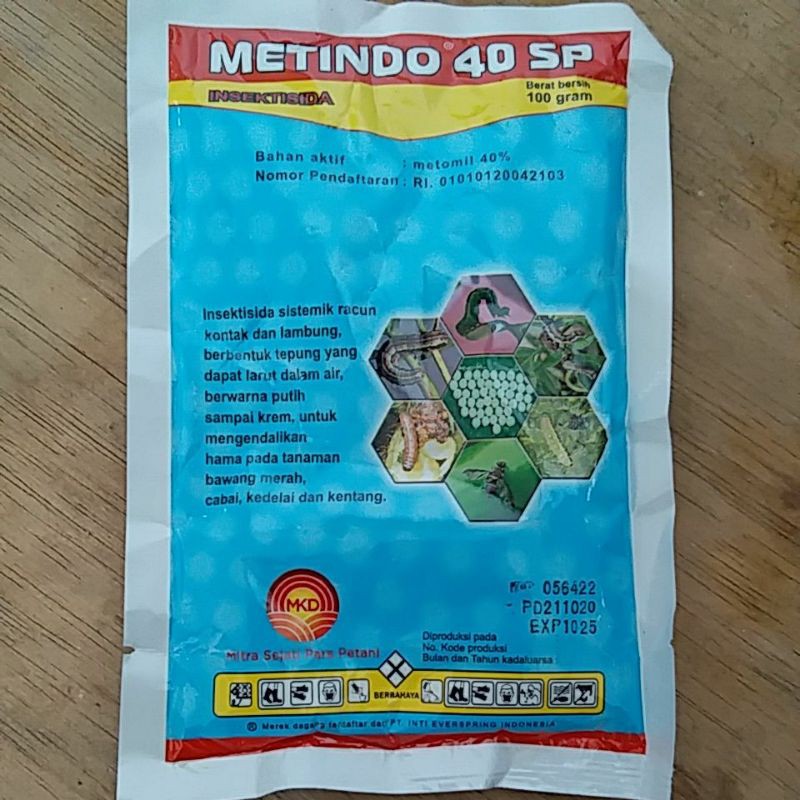 METINDO® 40 SP
INSEKTISIDA
Berat bersih
100 gram
Bahan aktif : metomil 40%
Nomor Pendaftaran : RI. 01010120042103
Insektisida sistemik racun
kontak dan lambung,
berbentuk tepung yang
dapat larut dalam air,
berwarna putih
sampai krem, untuk
mengendalikan
hama pada tanaman
bawang merah,
cabai, kedelai dan kentang.
MKD
Mitra Sejati Para Petani
056422
PD211020
EXP1025
Diproduksi pada
No. Kode produksi
Bulan dan Tahun kadaluarsa :
BERBAHAYA
® Merek dagang terdaftar dari PT. INTI EVERSPRING INDONESIA